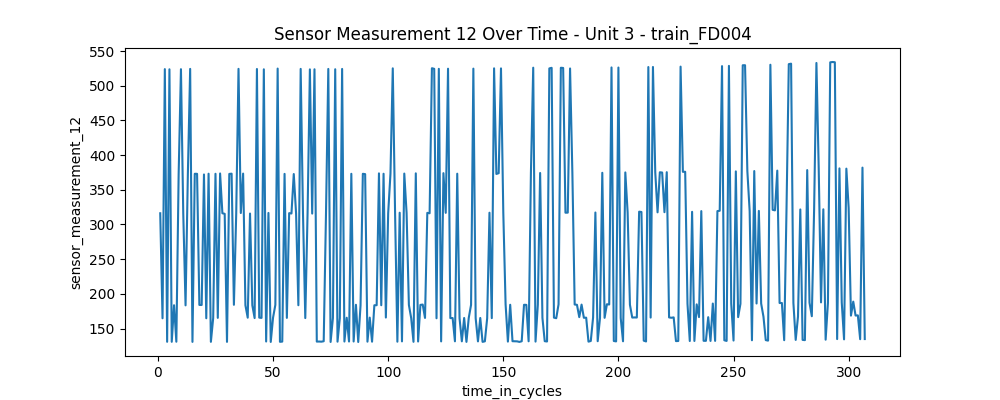 Sensor Measurement 12 Over Time - Unit 3 - train_FD004
550
500
450
400
350
300
250
200
150
sensor_measurement_12
0 50 100 150 200 250 300
time_in_cycles